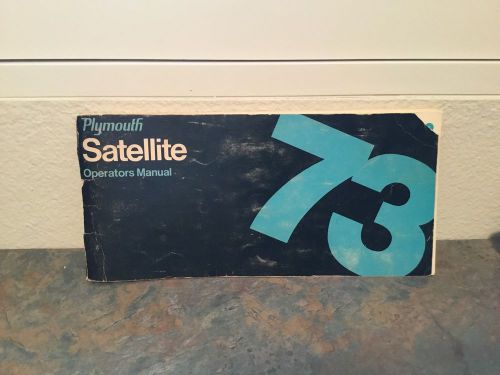 Plymouth
Satellite
Operators Manual
73